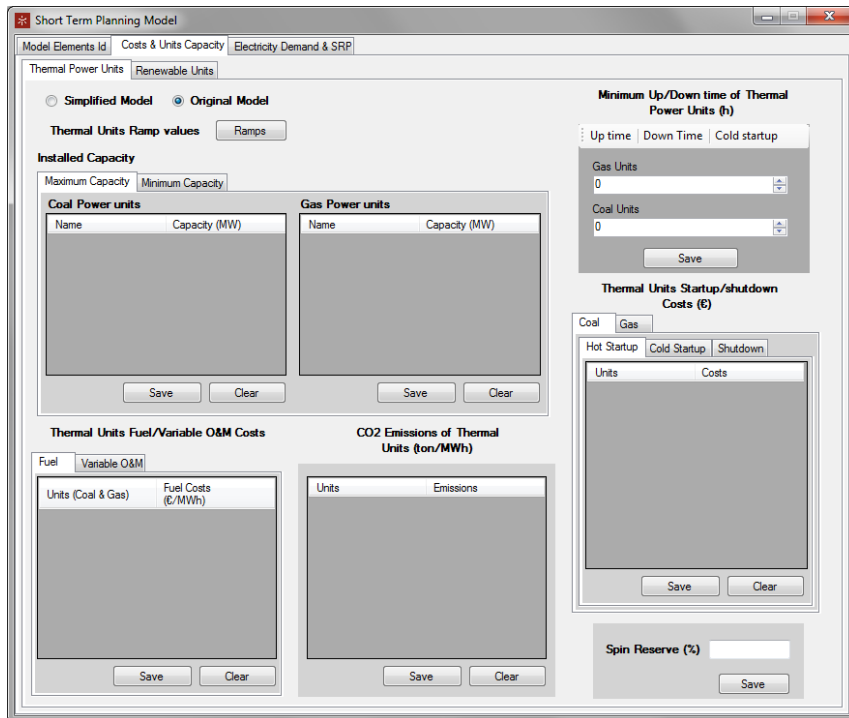 Short Term Planning Model
Model Elements Id
Costs & Units Capacity
Electricity Demand & SRP
Thermal Power Units
Renewable Units
Simplified Model
Original Model
Thermal Units Ramp values
Ramps
Installed Capacity
Maximum Capacity
Minimum Capacity
Coal Power units
Name
Capacity (MW)
Save
Clear
Gas Power units
Name
Capacity (MW)
Save
Clear
Minimum Up/Down time of Thermal
Power Units (h)
Up time
Down Time
Cold startup
Gas Units
0
Coal Units
0
Save
Thermal Units Startup/shutdown
Costs (€)
Coal
Gas
Hot Startup
Cold Startup
Shutdown
Units
Costs
Save
Clear
Thermal Units Fuel/Variable O&M Costs
Fuel
Variable O&M
Units (Coal & Gas)
Fuel Costs
(€/MWh)
Save
Clear
CO2 Emissions of Thermal
Units (ton/MWh)
Units
Emissions
Save
Clear
Spin Reserve (%)
Save